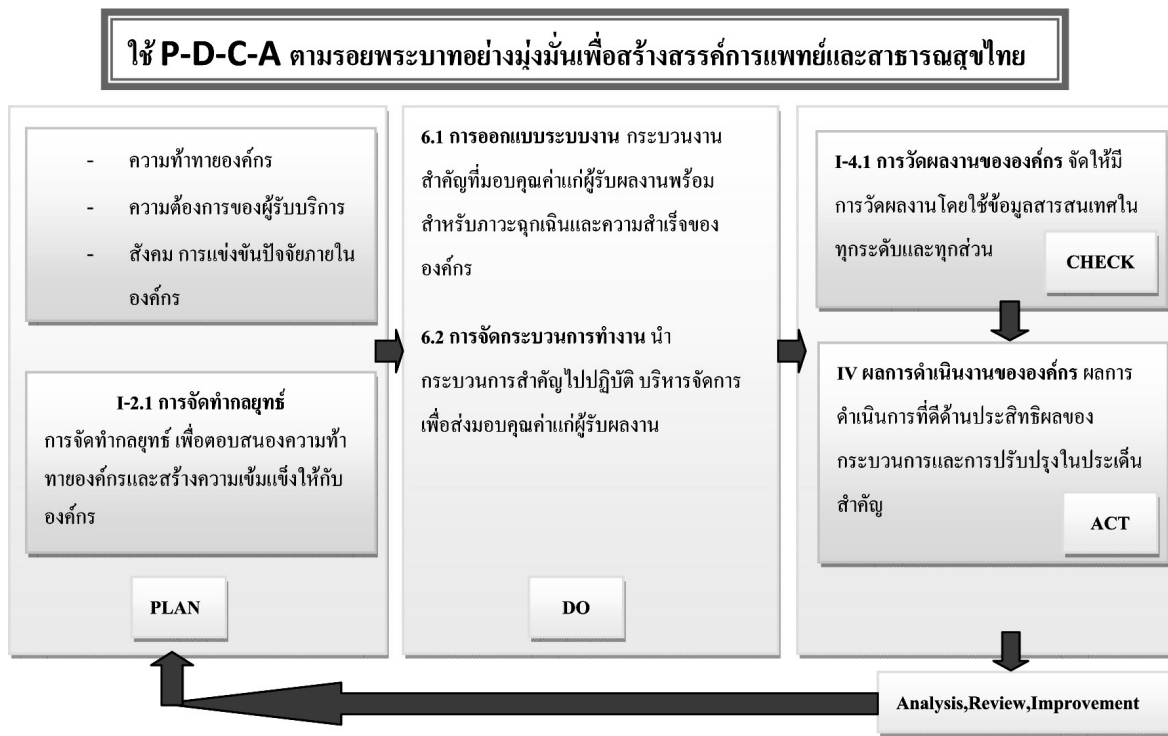 ใช้ P-D-C-A ตามรอยพระบาทอย่างมุ่งมั่นเพื่อสร้างสรรค์การแพทย์และสาธารณสุขไทย
- ความท้าทายองค์กร
- ความต้องการของผู้รับบริการ
- สังคม การแข่งขันปัจจัยภายใน
องค์กร
I-2.1 การจัดทำกลยุทธ์
การจัดทำกลยุทธ์ เพื่อตอบสนองความท้า
ทายองค์กรและสร้างความเข้มแข็งให้กับ
องค์กร
PLAN
6.1 การออกแบบระบบงาน กระบวนงาน
สำคัญที่มอบคุณค่าแก่ผู้รับผลงานพร้อม
สำหรับภาวะฉุกเฉินและความสำเร็จของ
องค์กร
6.2 การจัดกระบวนการทำงาน นำ
กระบวนการสำคัญไปปฏิบัติ บริหารจัดการ
เพื่อส่งมอบคุณค่าแก่ผู้รับผลงาน
DO
I-4.1 การวัดผลงานขององค์กร จัดให้มี
การวัดผลงานโดยใช้ข้อมูลสารสนเทศใน
ทุกระดับและทุกส่วน
CHECK
IV ผลการดำเนินงานขององค์กร ผลการ
ดำเนินการที่ดีด้านประสิทธิผลของ
กระบวนการและการปรับปรุงในประเด็น
สำคัญ
ACT
Analysis,Review,Improvement